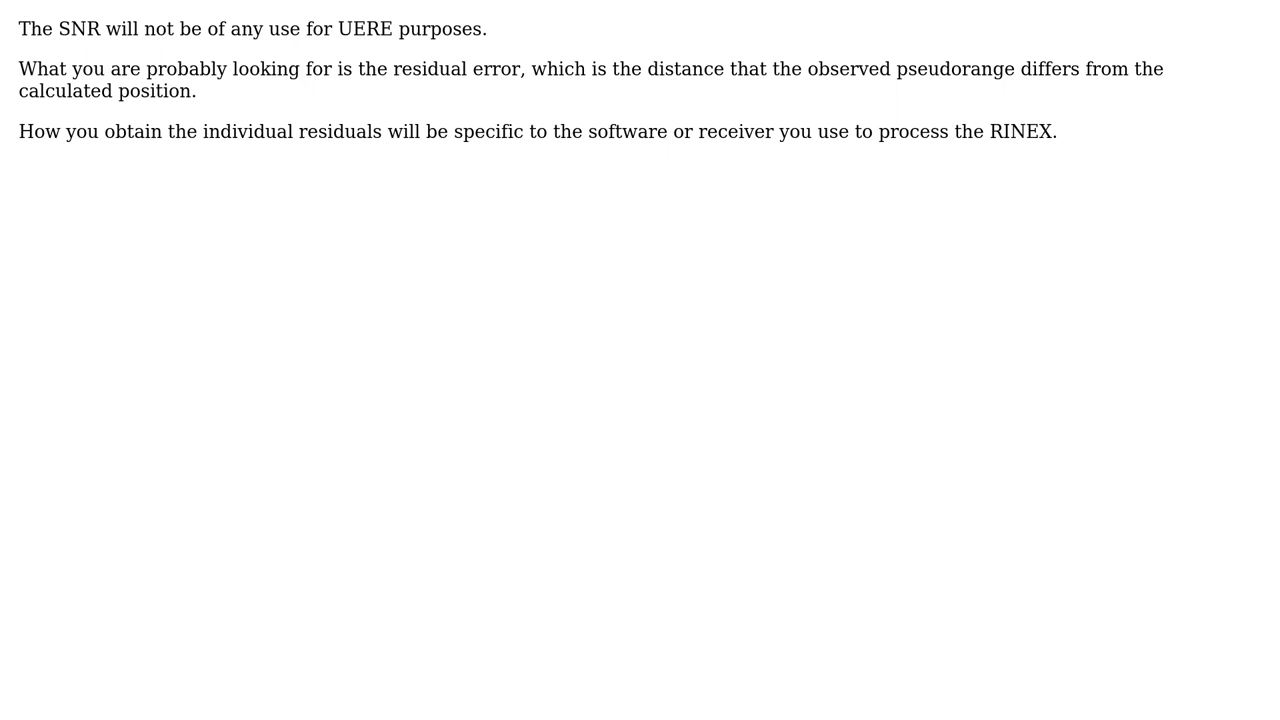 The SNR will not be of any use for UERE purposes.
What you are probably looking for is the residual error, which is the distance that the observed pseudorange differs from the
calculated position.
How you obtain the individual residuals will be specific to the software or receiver you use to process the RINEX.